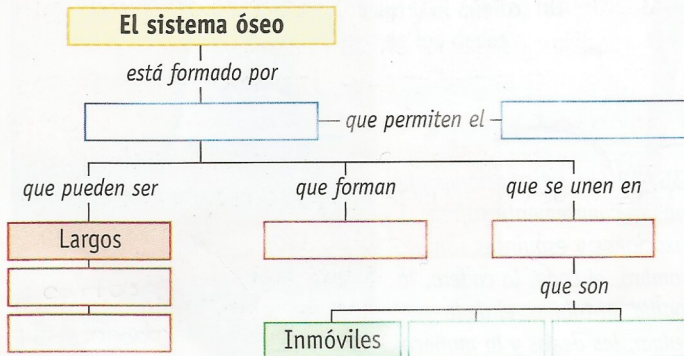 El sistema óseo
está formado por
que permiten el
que pueden ser
que forman
que se unen en
Largos
que son
Inmóviles